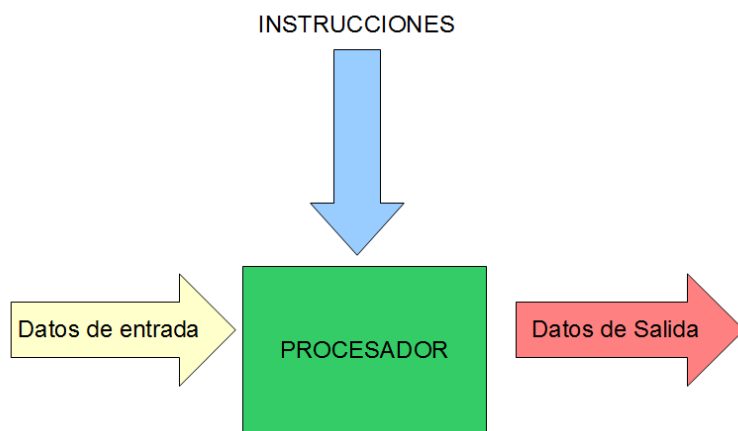 INSTRUCCIONES
Datos de entrada
PROCESADOR
Datos de Salida